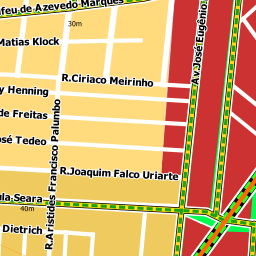 feu de Azevedo Marques
30m
Matias Klock
R.Ciriaco Meirinho
y Henning
de Freitas
osé Tedeo
R.Joaquim Falco Uriarte
ula Seara
40m
Dietrich
R.Aristides Francisco Palumbo
Av.José Eugênio